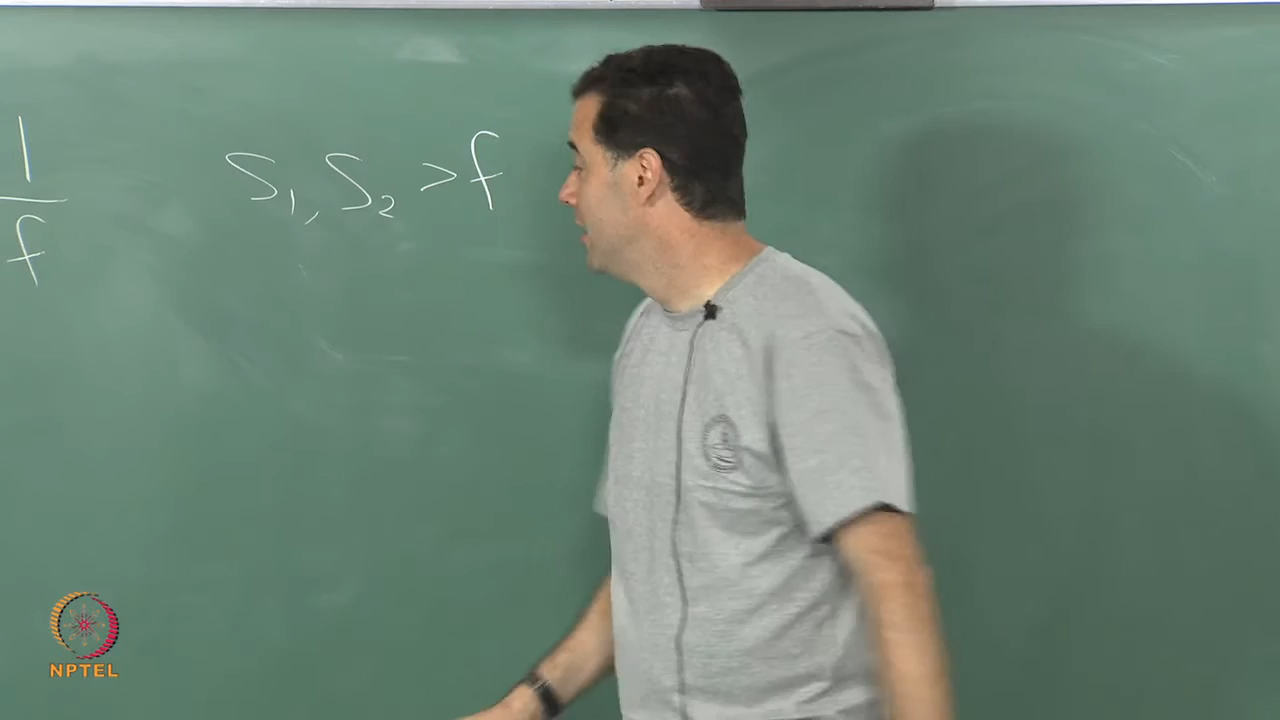 1
f
S₁, S₂ > f
NPTEL